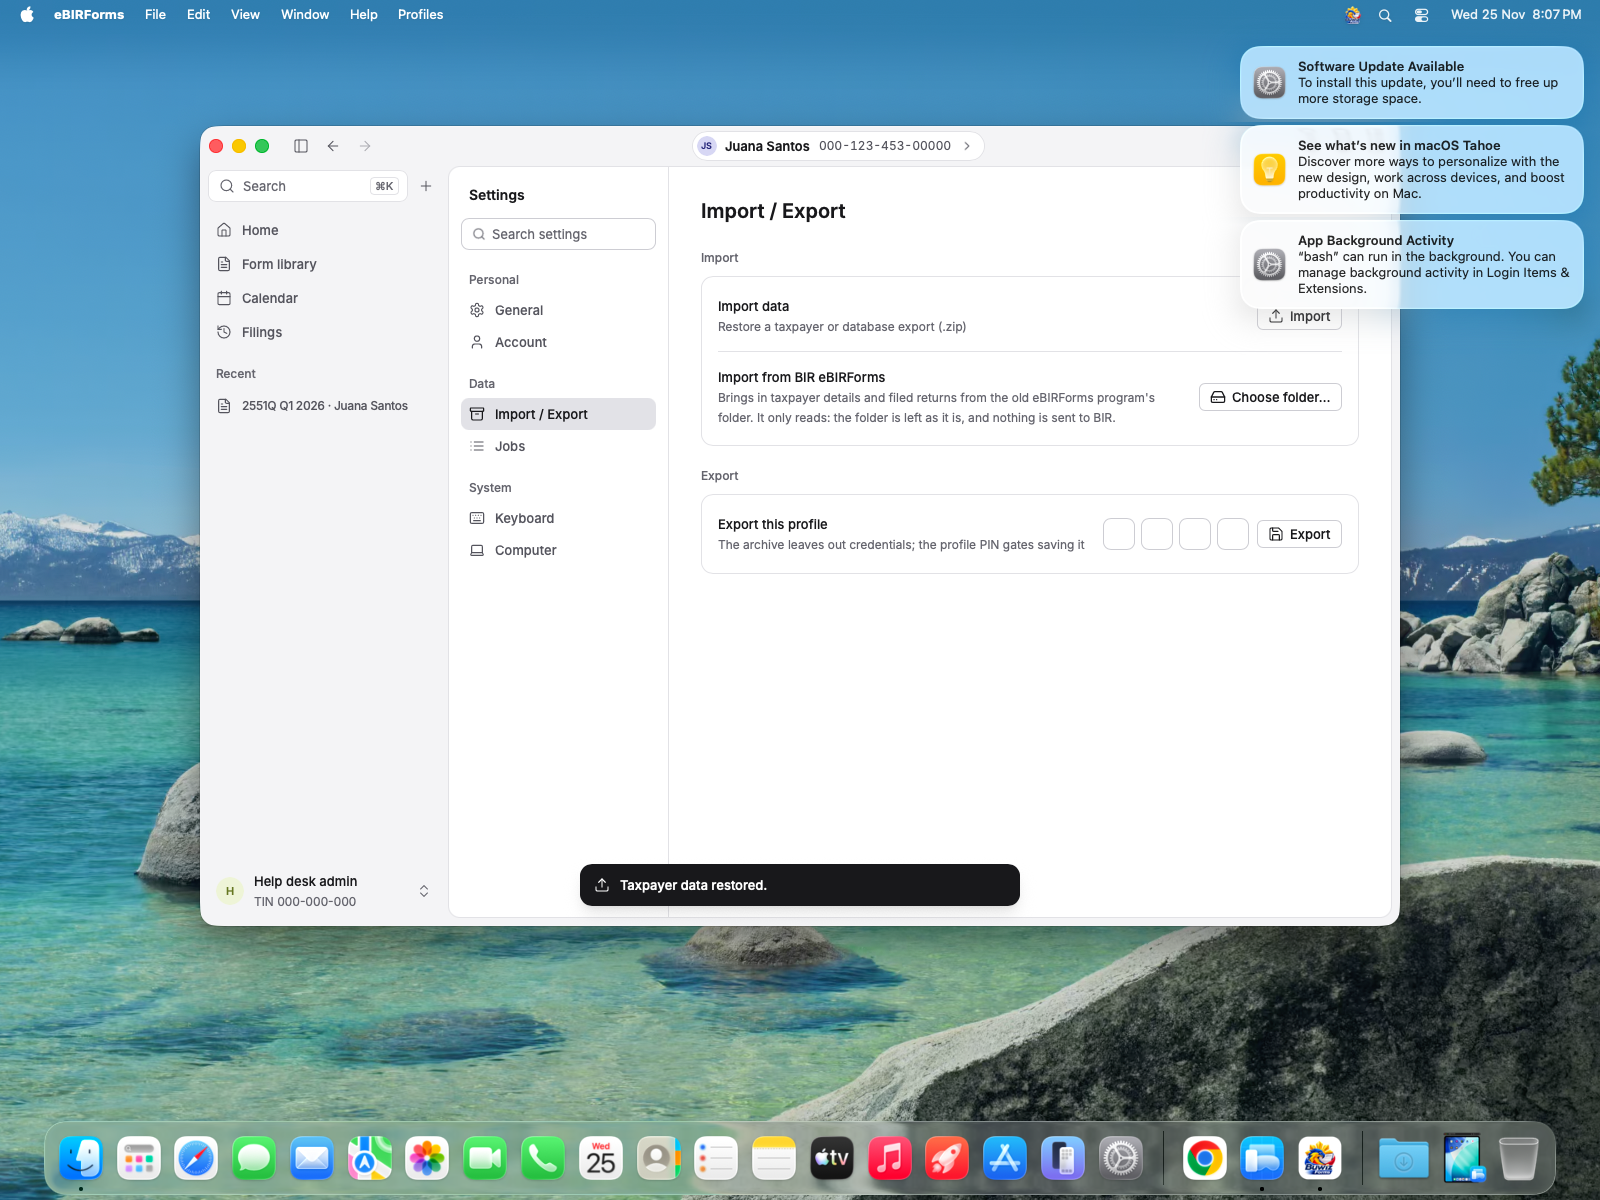 eBIRForms File Edit View Window Help Profiles
Wed 25 Nov 8:07 PM
Software Update Available
To install this update, you'll need to free up
more storage space.
See what's new in macOS Tahoe
Discover more ways to personalize with the
new design, work across devices, and boost
productivity on Mac.
App Background Activity
“bash” can run in the background. You can
manage background activity in Login Items &
Extensions.
JS Juana Santos 000-123-453-00000
Search ⌘K
Home
Form library
Calendar
Filings
Recent
2551Q Q1 2026 · Juana Santos
H
Help desk admin
TIN 000-000-000
Settings
Search settings
Personal
General
Account
Data
Import / Export
Jobs
System
Keyboard
Computer
Import / Export
Import
Import data
Restore a taxpayer or database export (.zip)
Import
Import from BIR eBIRForms
Brings in taxpayer details and filed returns from the old eBIRForms program's
folder. It only reads: the folder is left as it is, and nothing is sent to BIR.
Choose folder...
Export
Export this profile
The archive leaves out credentials; the profile PIN gates saving it
Export
Taxpayer data restored.
Wed
25
tv